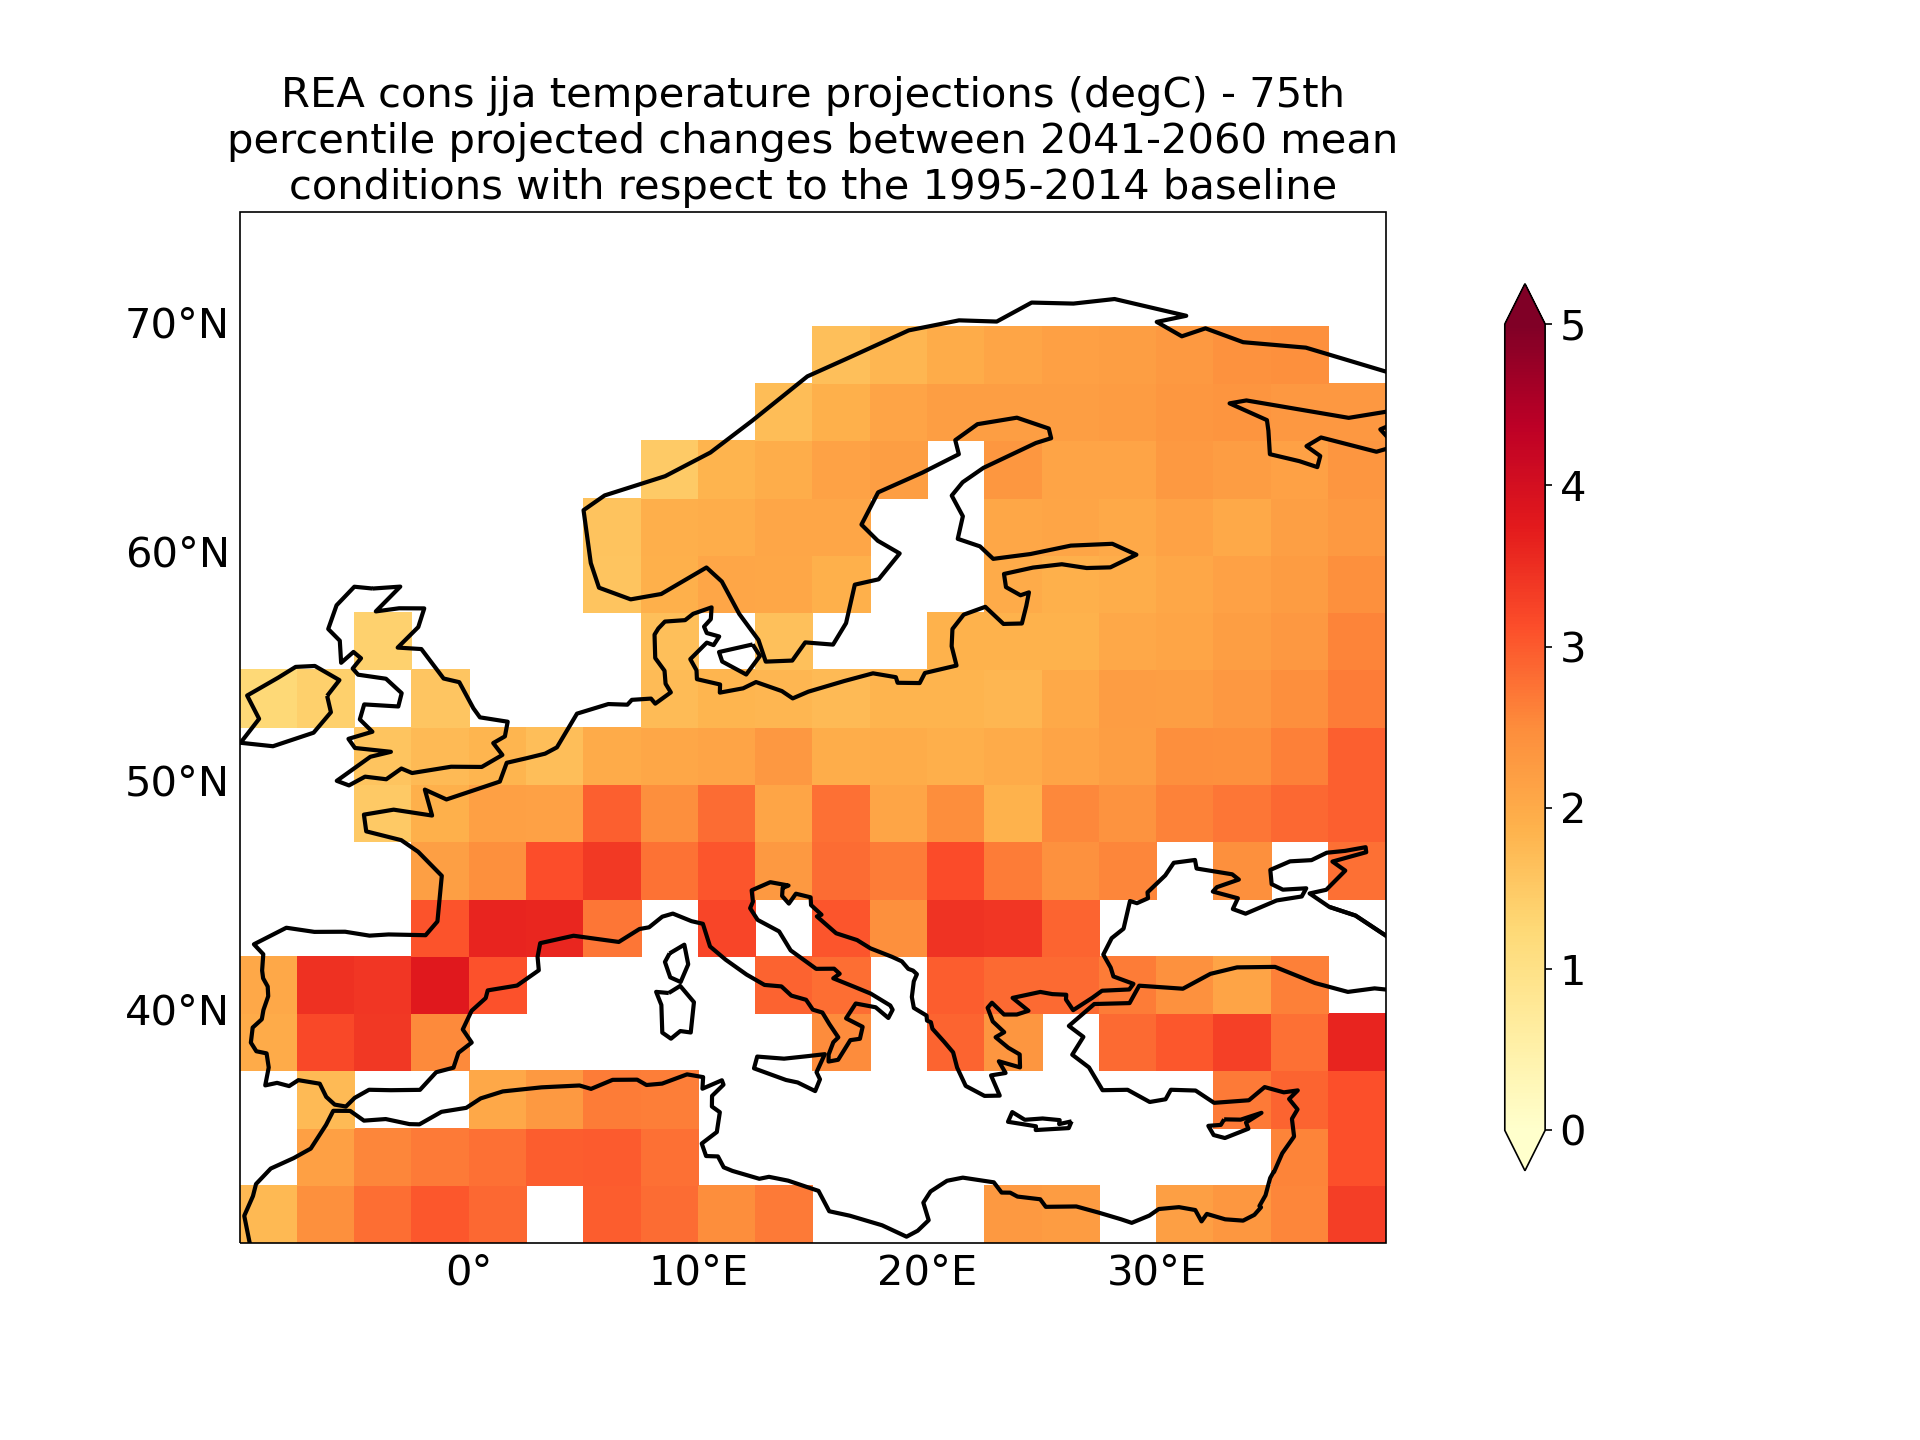 REA cons jja temperature projections (degC) - 75th
percentile projected changes between 2041-2060 mean
conditions with respect to the 1995-2014 baseline
70°N
60°N
50°N
40°N
0°
10°E
20°E
30°E
5
4
3
2
1
0